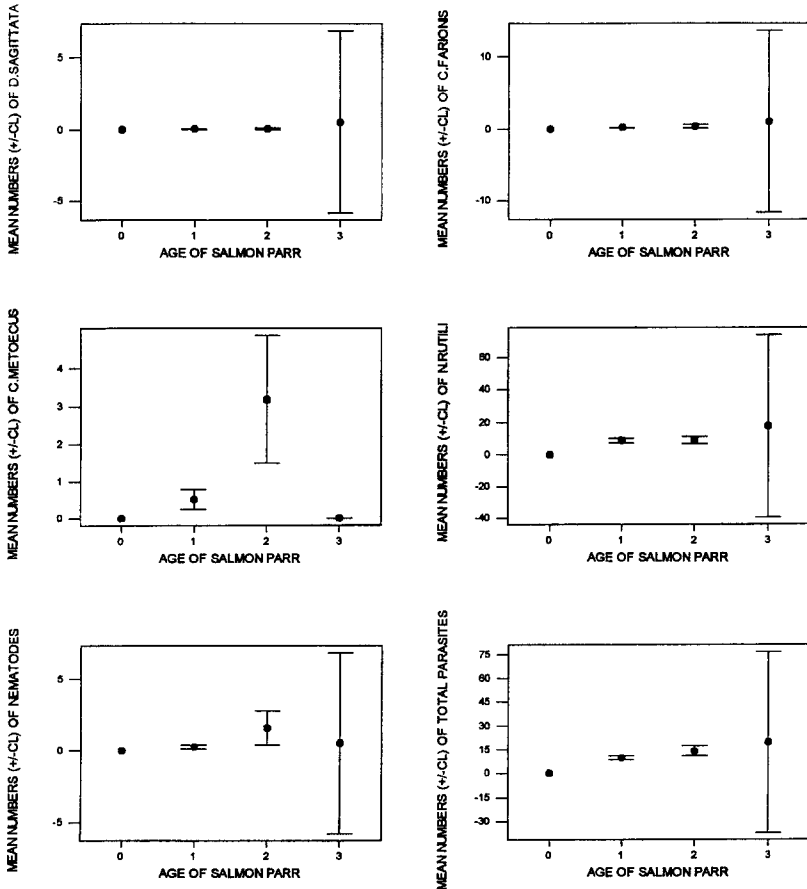 MEAN NUMBERS (+/-CL) OF D.SAGITTATA
5
0
-5
0 1 2 3
AGE OF SALMON PARR
MEAN NUMBERS (+/-CL) OF C.FARIONIS
10
0
-10
0 1 2 3
AGE OF SALMON PARR
MEAN NUMBERS (+/-CL) OF C.METOECUS
4
3
2
1
0
0 1 2 3
AGE OF SALMON PARR
MEAN NUMBERS (+/-CL) OF N.RUTILI
60
40
20
0
-20
-40
0 1 2 3
AGE OF SALMON PARR
MEAN NUMBERS (+/-CL) OF NEMATODES
5
0
-5
0 1 2 3
AGE OF SALMON PARR
MEAN NUMBERS (+/-CL) OF TOTAL PARASITES
75
60
45
30
15
0
-15
-30
0 1 2 3
AGE OF SALMON PARR